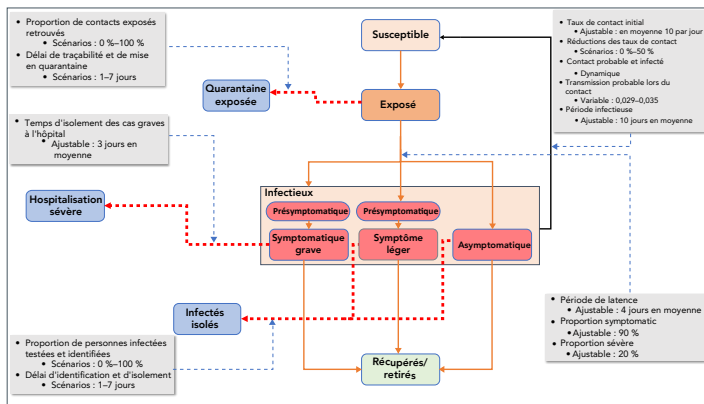 • Proportion de contacts exposés
retrouvés
• Scénarios : 0 %–100 %
• Délai de traçabilité et de mise
en quarantaine
• Scénarios : 1–7 jours
Susceptible
• Taux de contact initial
• Ajustable : en moyenne 10 par jour
• Réductions des taux de contact
• Scénarios : 0 %–50 %
• Contact probable et infecté
• Dynamique
• Transmission probable lors du
contact
• Variable : 0,029–0,035
• Période infectieuse
• Ajustable : 10 jours en moyenne
Quarantaine
exposée
Exposé
• Temps d'isolement des cas graves
à l'hôpital
• Ajustable : 3 jours en
moyenne
Hospitalisation
sévère
Infectieux
Présymptomatique
Présymptomatique
Symptomatique
grave
Symptôme
léger
Asymptomatique
Infectés
isolés
• Période de latence
• Ajustable : 4 jours en moyenne
• Proportion symptomatic
• Ajustable : 90 %
• Proportion sévère
• Ajustable : 20 %
• Proportion de personnes infectées
testées et identifiées
• Scénarios : 0 %–100 %
• Délai d'identification et d'isolement
• Scénarios : 1–7 jours
Récupérés/
retirés